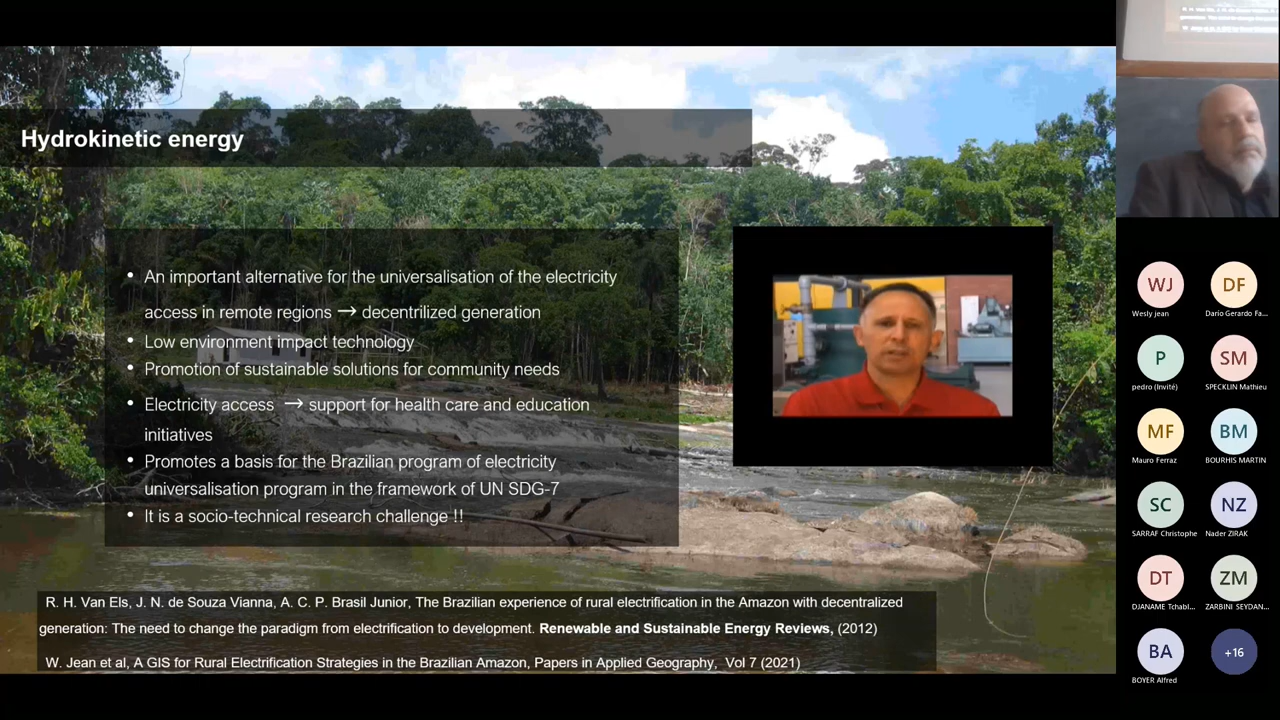 Hydrokinetic energy
• An important alternative for the universalisation of the electricity
access in remote regions → decentrilized generation
• Low environment impact technology
• Promotion of sustainable solutions for community needs
• Electricity access → support for health care and education
initiatives
• Promotes a basis for the Brazilian program of electricity
universalisation program in the framework of UN SDG-7
• It is a socio-technical research challenge !!
R. H. Van Els, J. N. de Souza Vianna, A. C. P. Brasil Junior, The Brazilian experience of rural electrification in the Amazon with decentralized
generation: The need to change the paradigm from electrification to development. Renewable and Sustainable Energy Reviews, (2012)
W. Jean et al, A GIS for Rural Electrification Strategies in the Brazilian Amazon, Papers in Applied Geography, Vol 7 (2021)
WJ
Wesly jean
DF
Darío Gerardo Fa...
P
pedro (Invité)
SM
SPECKLIN Mathieu
MF
Mauro Ferraz
BM
BOURHIS MARTIN
SC
SARRAF Christophe
NZ
Nader ZIRAK
DT
DJANAME Tchabl...
ZM
ZARBINI SEYDAN...
BA
BOYER Alfred
+16